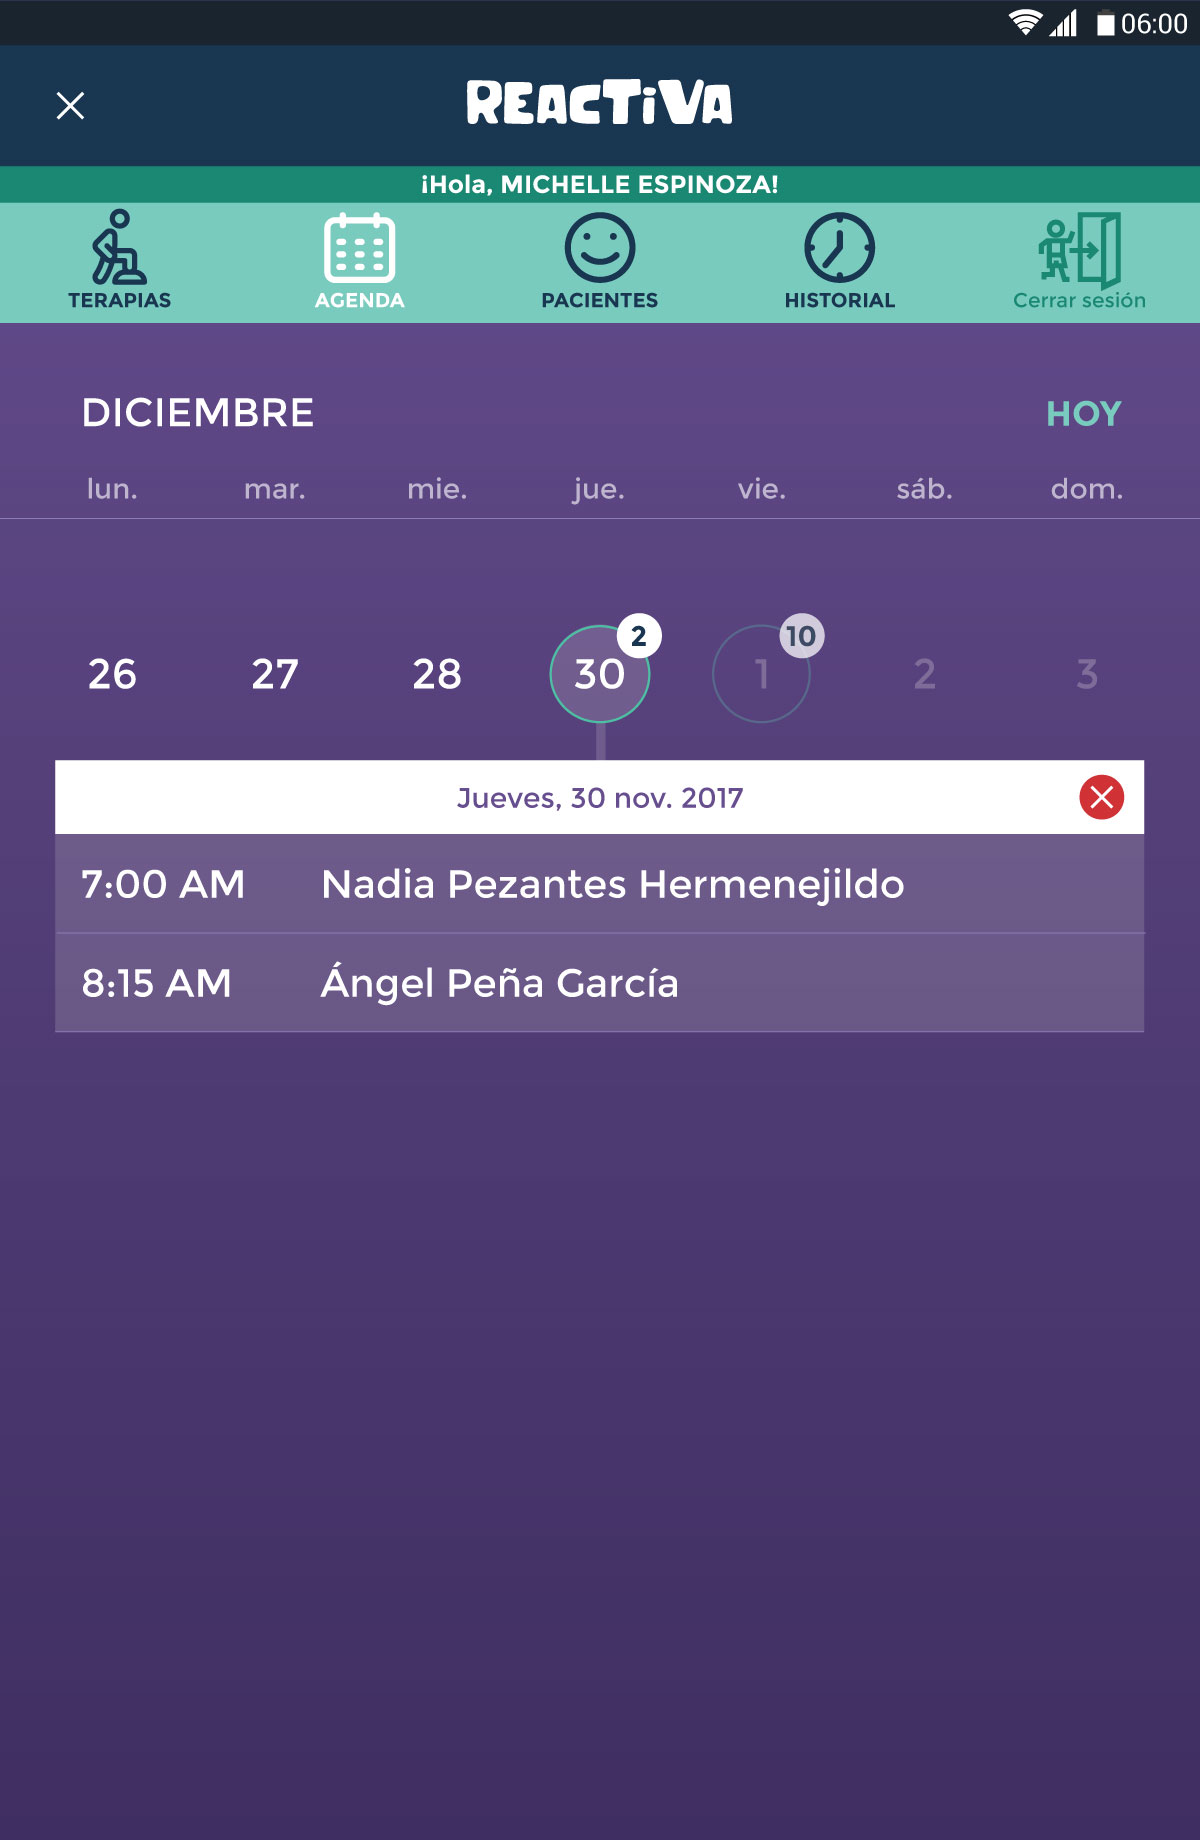 06:00
REACTiVA
¡Hola, MICHELLE ESPINOZA!
TERAPIAS AGENDA PACIENTES HISTORIAL Cerrar sesión
DICIEMBRE HOY
lun. mar. mie. jue. vie. sáb. dom.
2 10
26 27 28 30 1 2 3
Jueves, 30 nov. 2017
7:00 AM Nadia Pezantes Hermenejildo
8:15 AM Ángel Peña García